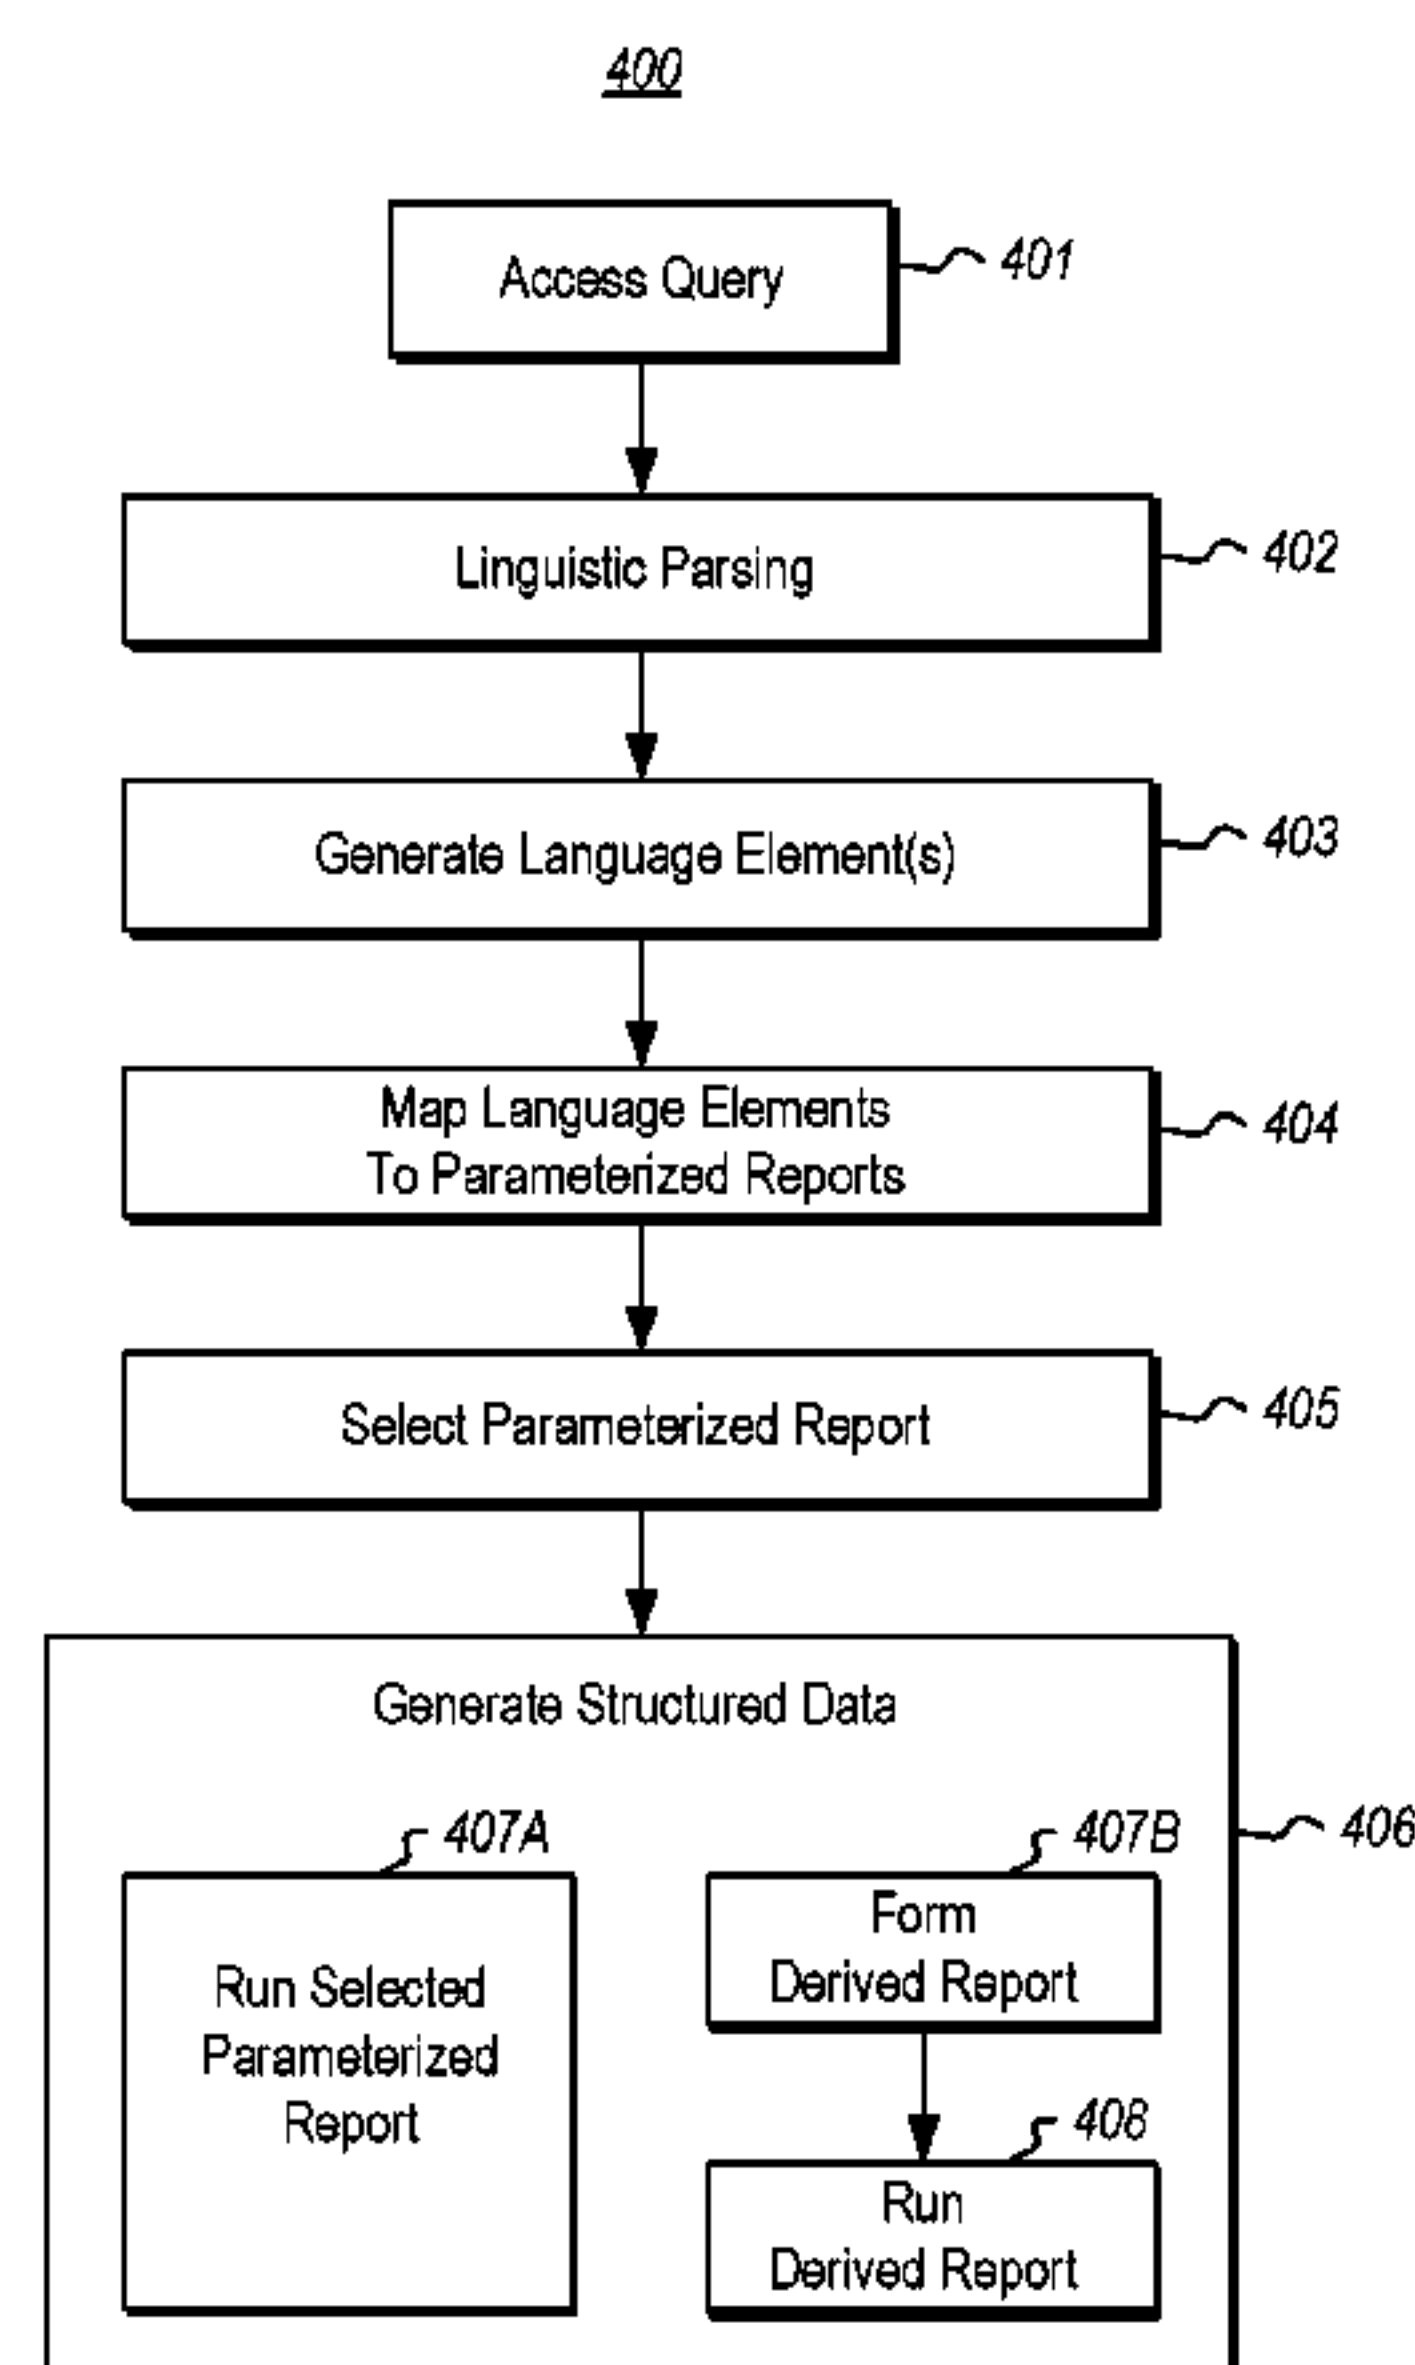 400
Access Query
401
Linguistic Parsing
402
Generate Language Element(s)
403
Map Language Elements
To Parameterized Reports
404
Select Parameterized Report
405
Generate Structured Data
406
407A
Run Selected
Parameterized
Report
407B
Form
Derived Report
408
Run
Derived Report